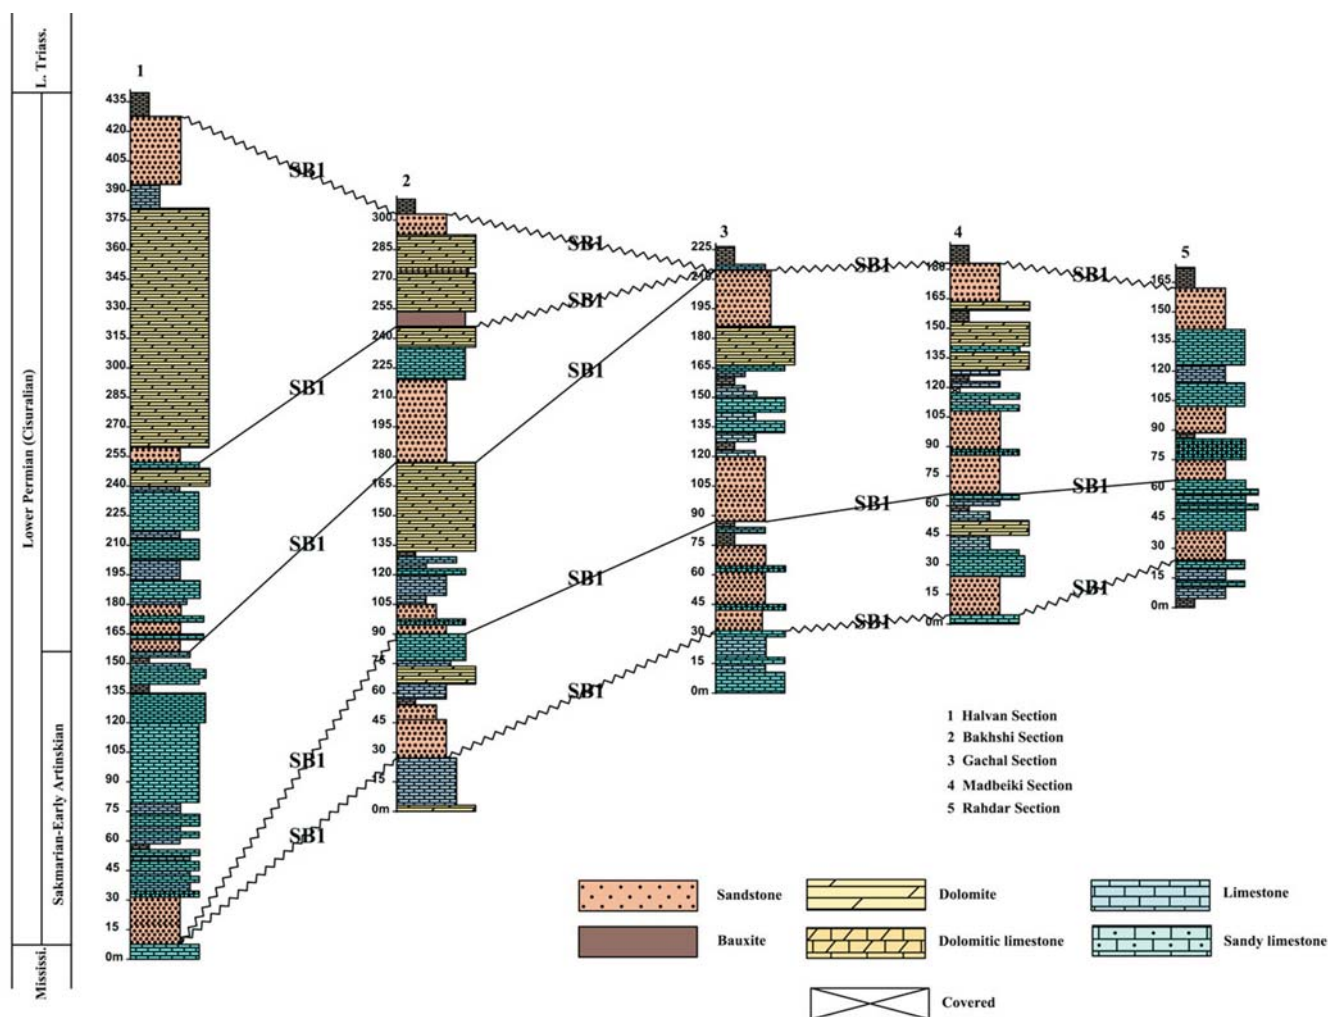 L. Triass.
Lower Permian (Cisuralian)
Sakmarian-Early Artinskian
Mississi.
1
435
420
405
390
375
360
345
330
315
300
285
270
255
240
225
210
195
180
165
150
135
120
105
90
75
60
45
30
15
0m
SB1
SB1
SB1
SB1
SB1
2
300
285
270
255
240
225
210
195
180
165
150
135
120
105
90
75
60
45
30
15
0m
SB1
SB1
SB1
SB1
SB1
3
225
210
195
180
165
150
135
120
105
90
75
60
45
30
15
0m
SB1
SB1
SB1
4
180
165
150
135
120
105
90
75
60
45
30
15
0m
SB1
SB1
SB1
5
165
150
135
120
105
90
75
60
45
30
15
0m
1 Halvan Section
2 Bakhshi Section
3 Gachal Section
4 Madbeiki Section
5 Rahdar Section
Sandstone
Dolomite
Limestone
Bauxite
Dolomitic limestone
Sandy limestone
Covered